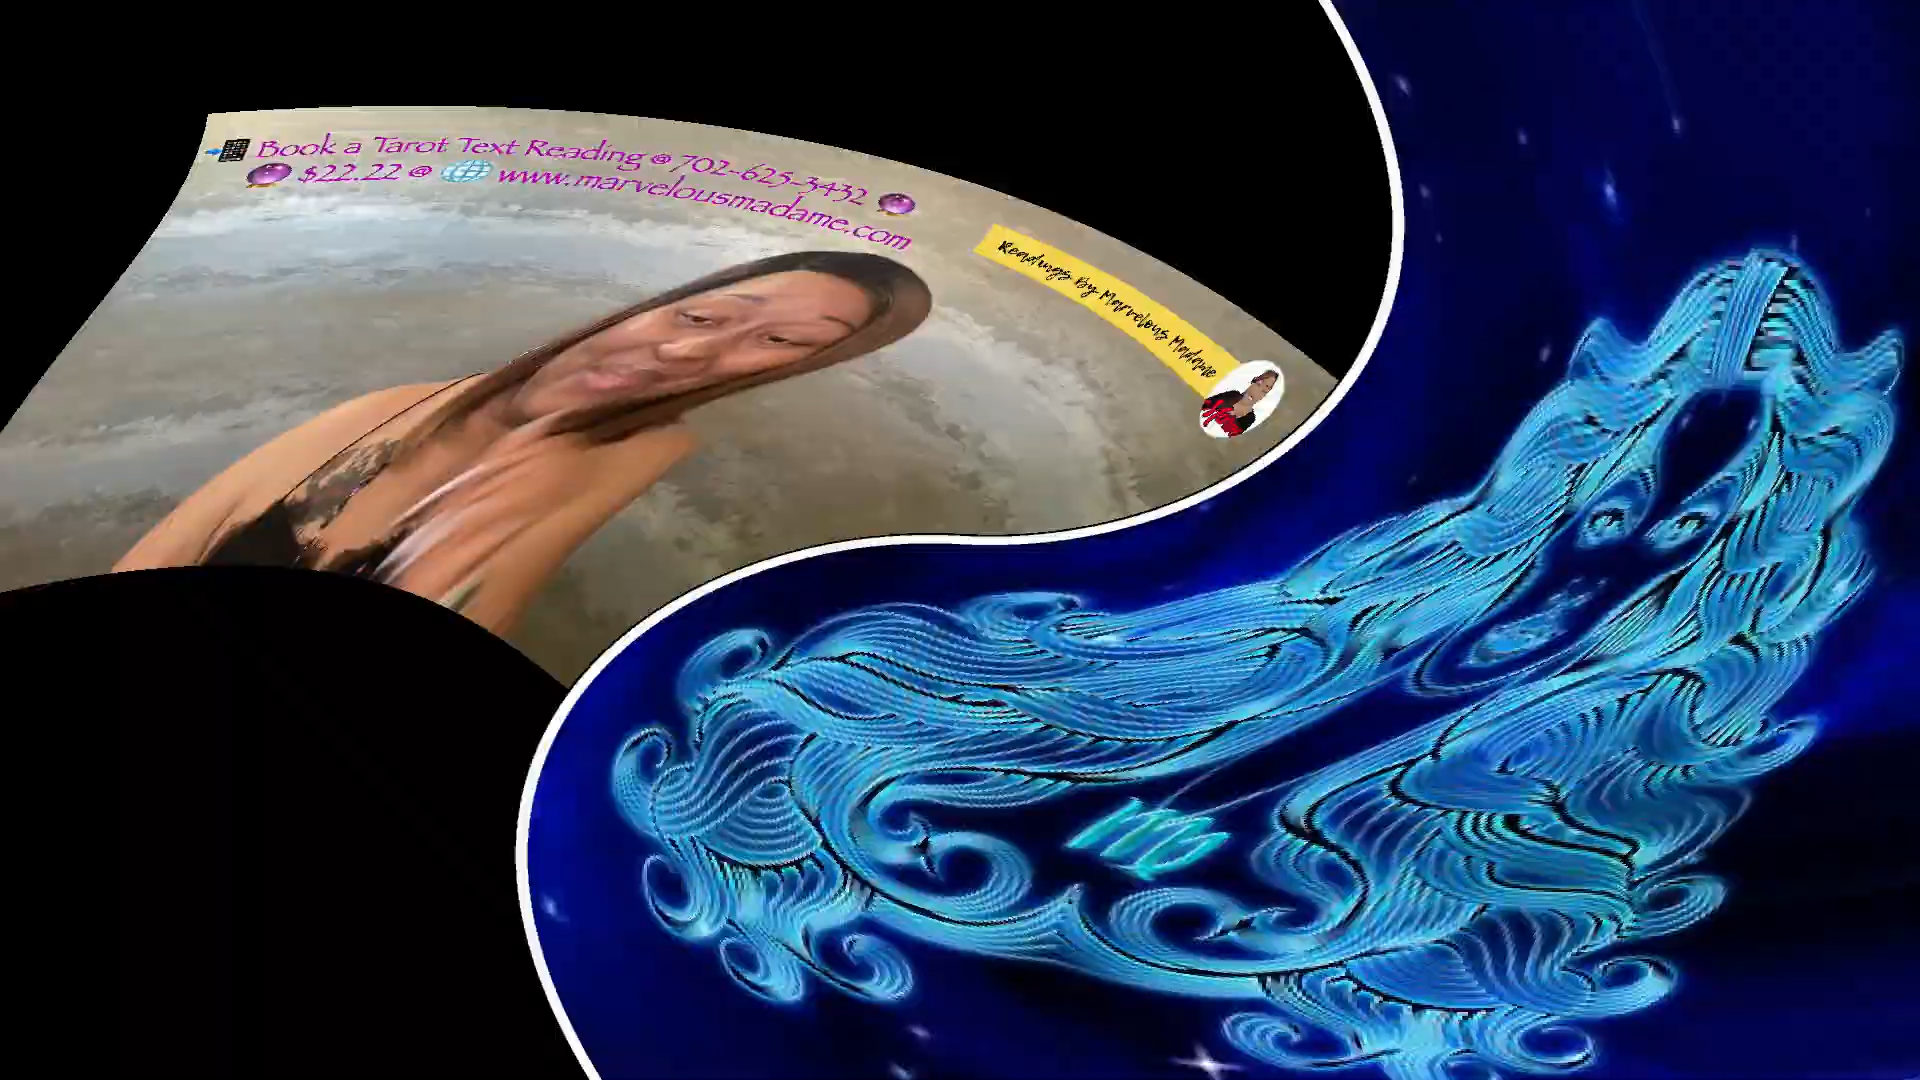 Book a Tarot Text Reading @ 702-625-3432
$22.22 @ www.marvelousmadame.com
Readings By Marvelous Madame